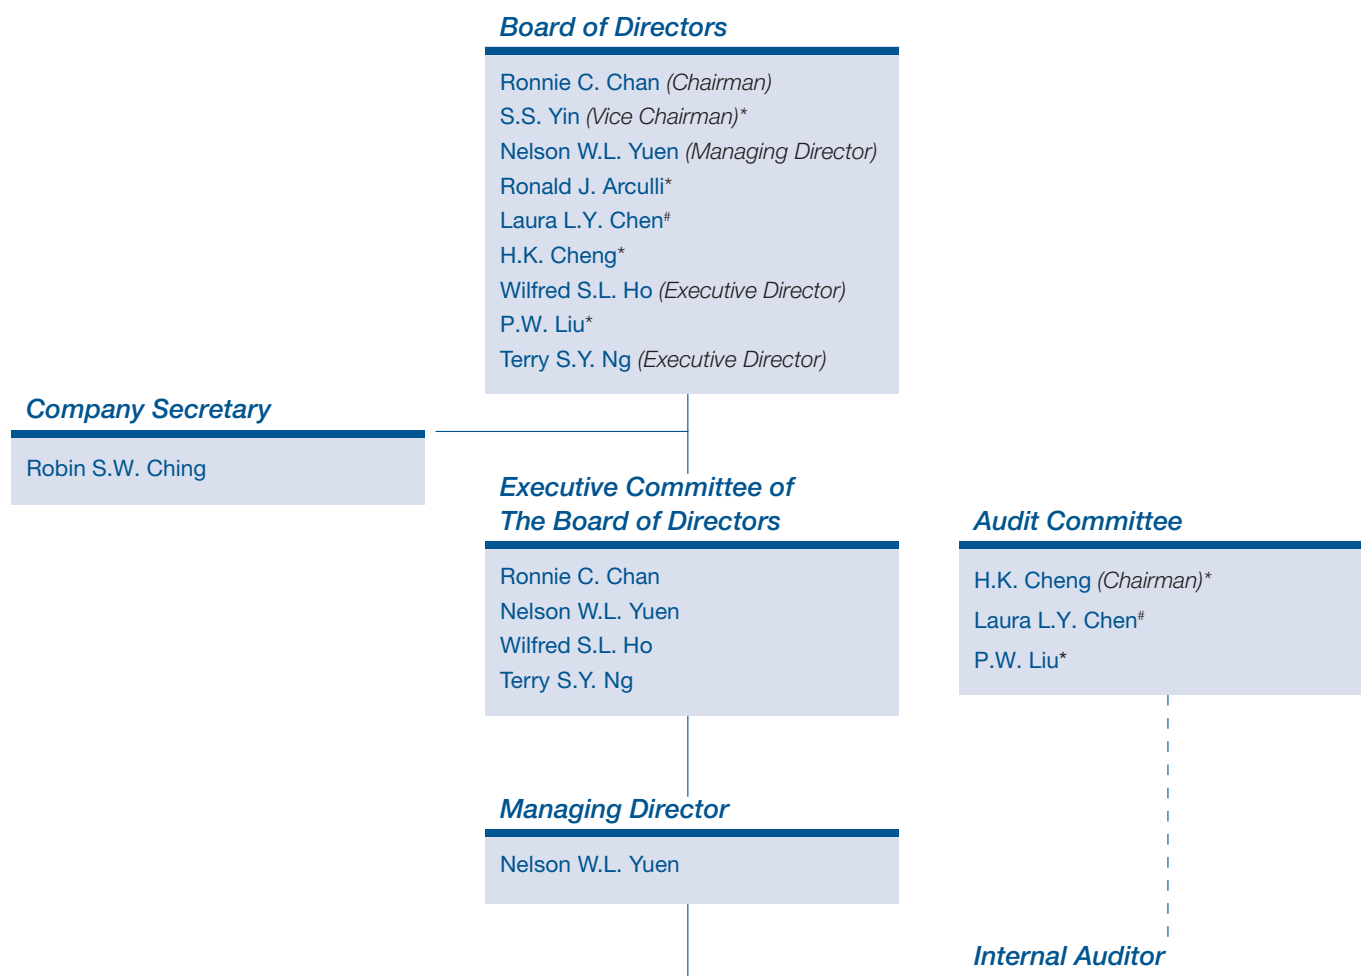 Board of Directors
Ronnie C. Chan (Chairman)
S.S. Yin (Vice Chairman)*
Nelson W.L. Yuen (Managing Director)
Ronald J. Arculli*
Laura L.Y. Chen#
H.K. Cheng*
Wilfred S.L. Ho (Executive Director)
P.W. Liu*
Terry S.Y. Ng (Executive Director)
Company Secretary
Robin S.W. Ching
Executive Committee of
The Board of Directors
Ronnie C. Chan
Nelson W.L. Yuen
Wilfred S.L. Ho
Terry S.Y. Ng
Audit Committee
H.K. Cheng (Chairman)*
Laura L.Y. Chen#
P.W. Liu*
Managing Director
Nelson W.L. Yuen
Internal Auditor